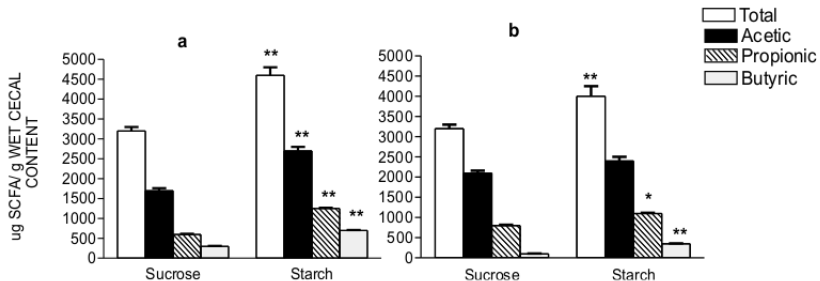 a
b
Total
Acetic
Propionic
Butyric
ug SCFA/ g WET CECAL
CONTENT
5000
4500
4000
3500
3000
2500
2000
1500
1000
500
0
**
**
**
**
Sucrose
Starch
5000
4500
4000
3500
3000
2500
2000
1500
1000
500
0
**
*
**
Sucrose
Starch